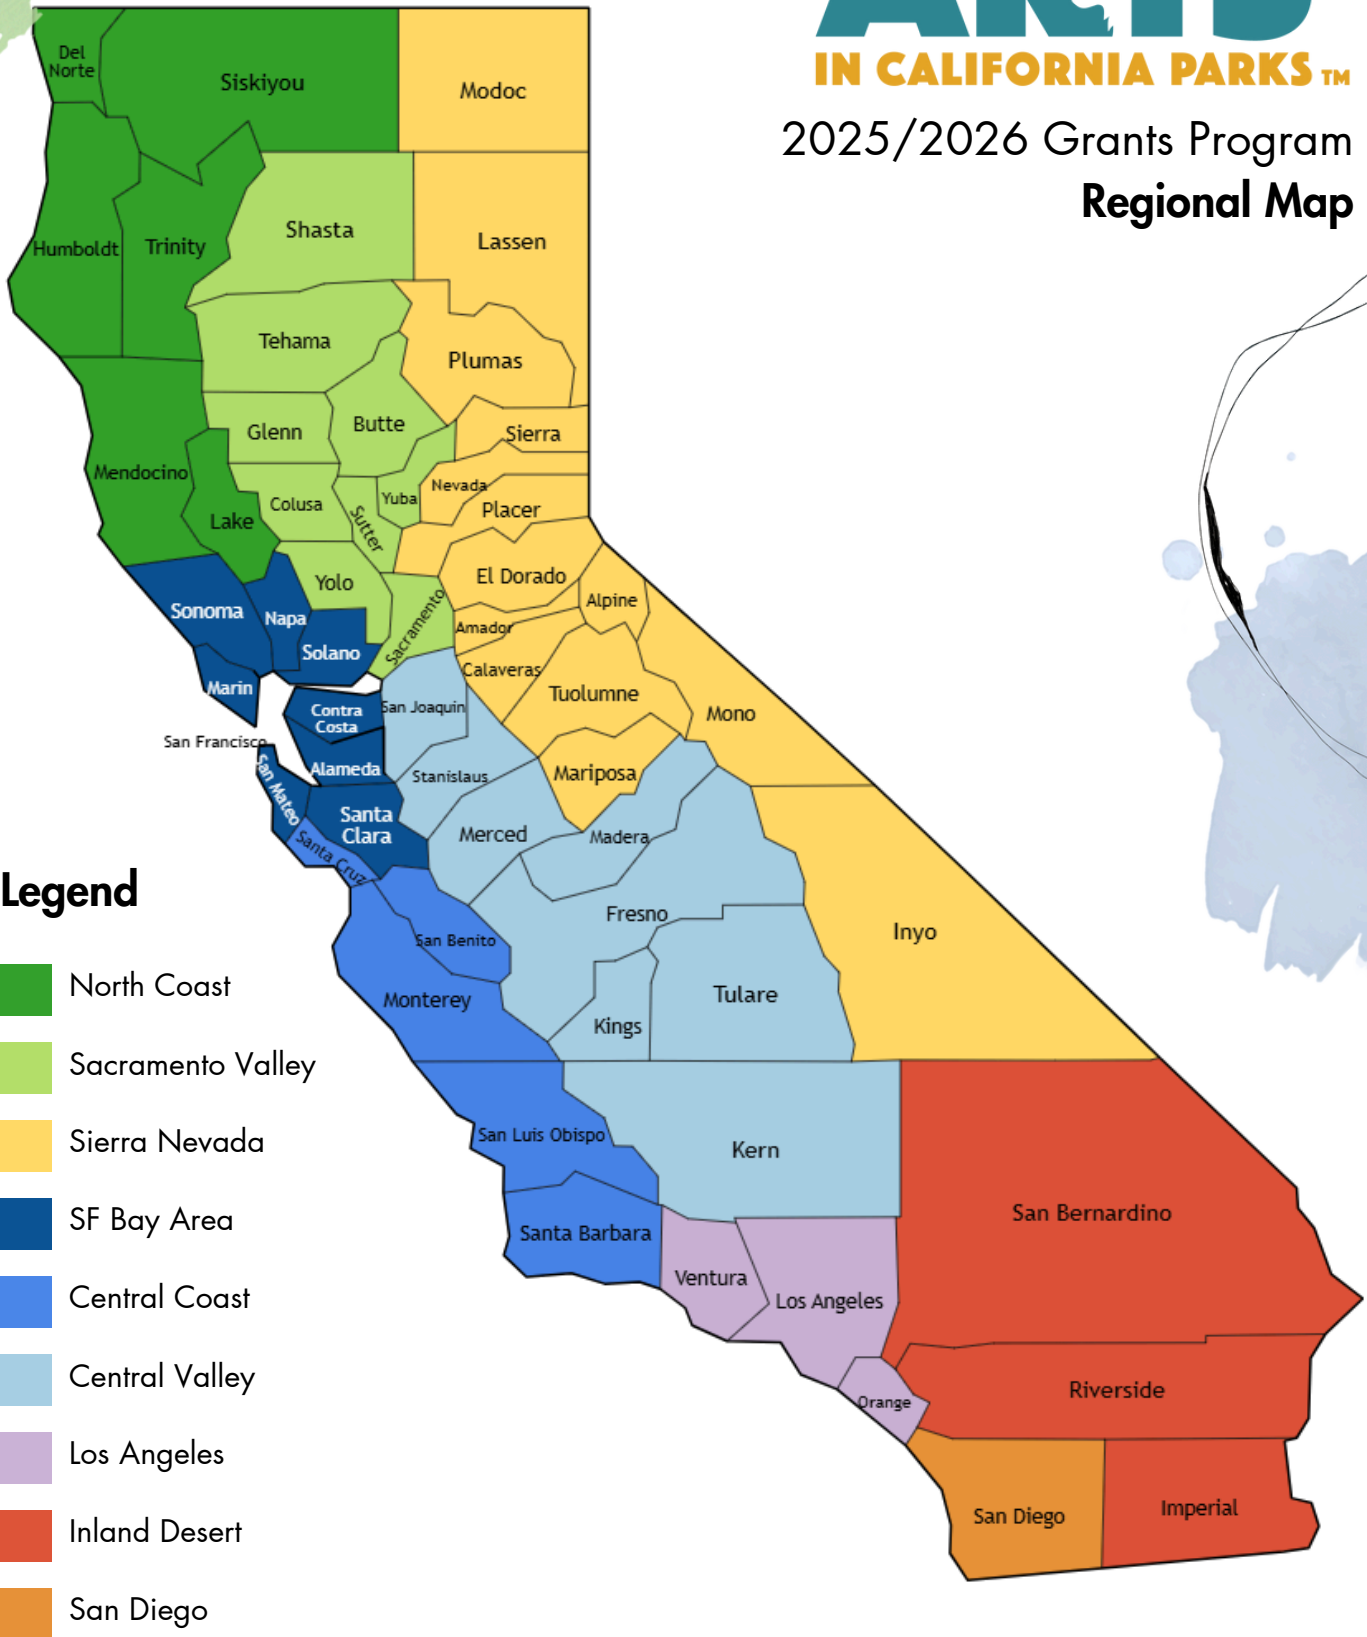 ARTS
IN CALIFORNIA PARKS TM
2025/2026 Grants Program
Regional Map
Del
Norte
Siskiyou
Modoc
Humboldt
Trinity
Shasta
Lassen
Tehama
Plumas
Glenn
Butte
Sierra
Mendocino
Lake
Colusa
Sutter
Yuba
Nevada
Placer
Yolo
El Dorado
Sonoma
Napa
Sacramento
Alpine
Amador
Solano
Marin
Calaveras
Tuolumne
Mono
Contra
Costa
San Joaquin
San Francisco
Alameda
Stanislaus
Mariposa
San Mateo
Santa
Clara
Merced
Madera
Santa Cruz
Fresno
Inyo
San Benito
Monterey
Kings
Tulare
San Luis Obispo
Kern
Santa Barbara
San Bernardino
Ventura
Los Angeles
Orange
Riverside
San Diego
Imperial
Legend
North Coast
Sacramento Valley
Sierra Nevada
SF Bay Area
Central Coast
Central Valley
Los Angeles
Inland Desert
San Diego